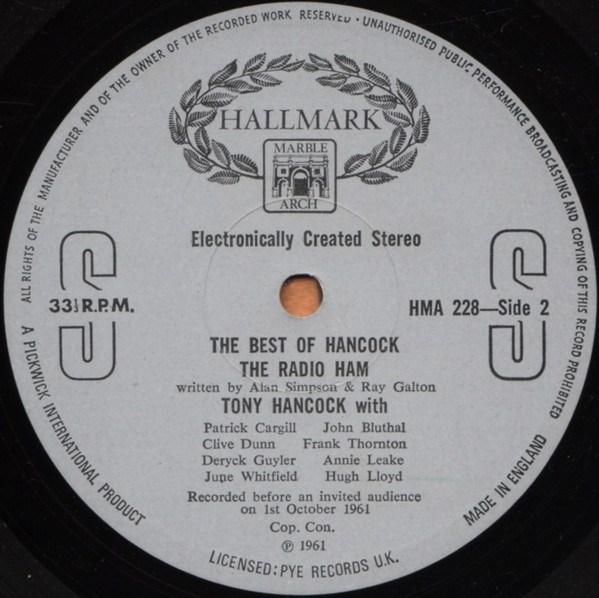 ALL RIGHTS OF THE MANUFACTURER AND OF THE OWNER OF THE RECORDED WORK RESERVED · UNAUTHORISED PUBLIC PERFORMANCE BROADCASTING AND COPYING OF THIS RECORD PROHIBITED
HALLMARK
MARBLE
ARCH
Electronically Created Stereo
S S
33⅓ R.P.M.
HMA 228—Side 2
THE BEST OF HANCOCK
THE RADIO HAM
written by Alan Simpson & Ray Galton
TONY HANCOCK with
Patrick Cargill John Bluthal
Clive Dunn Frank Thornton
Deryck Guyler Annie Leake
June Whitfield Hugh Lloyd
Recorded before an invited audience
on 1st October 1961
Cop. Con.
℗ 1961
A PICKWICK INTERNATIONAL PRODUCT
LICENSED: PYE RECORDS U.K.
MADE IN ENGLAND